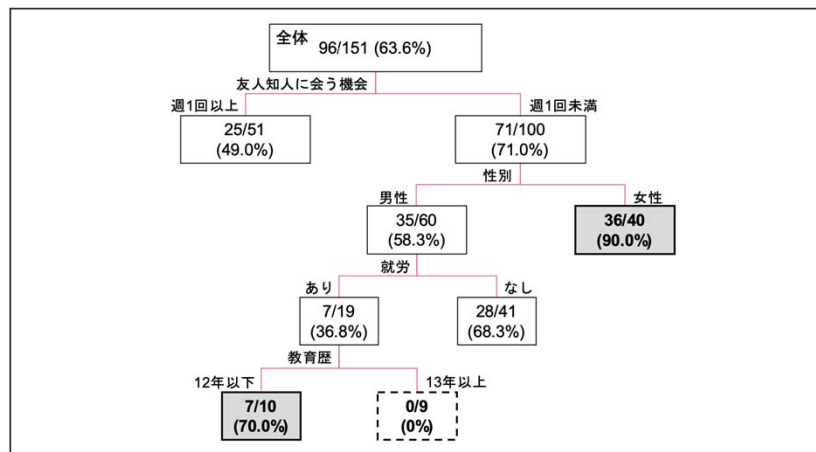 全体
96/151 (63.6%)
友人知人に会う機会
週1回以上
週1回未満
25/51
(49.0%)
71/100
(71.0%)
性別
男性
女性
35/60
(58.3%)
36/40
(90.0%)
就労
あり
なし
7/19
(36.8%)
28/41
(68.3%)
教育歴
12年以下
13年以上
7/10
(70.0%)
0/9
(0%)